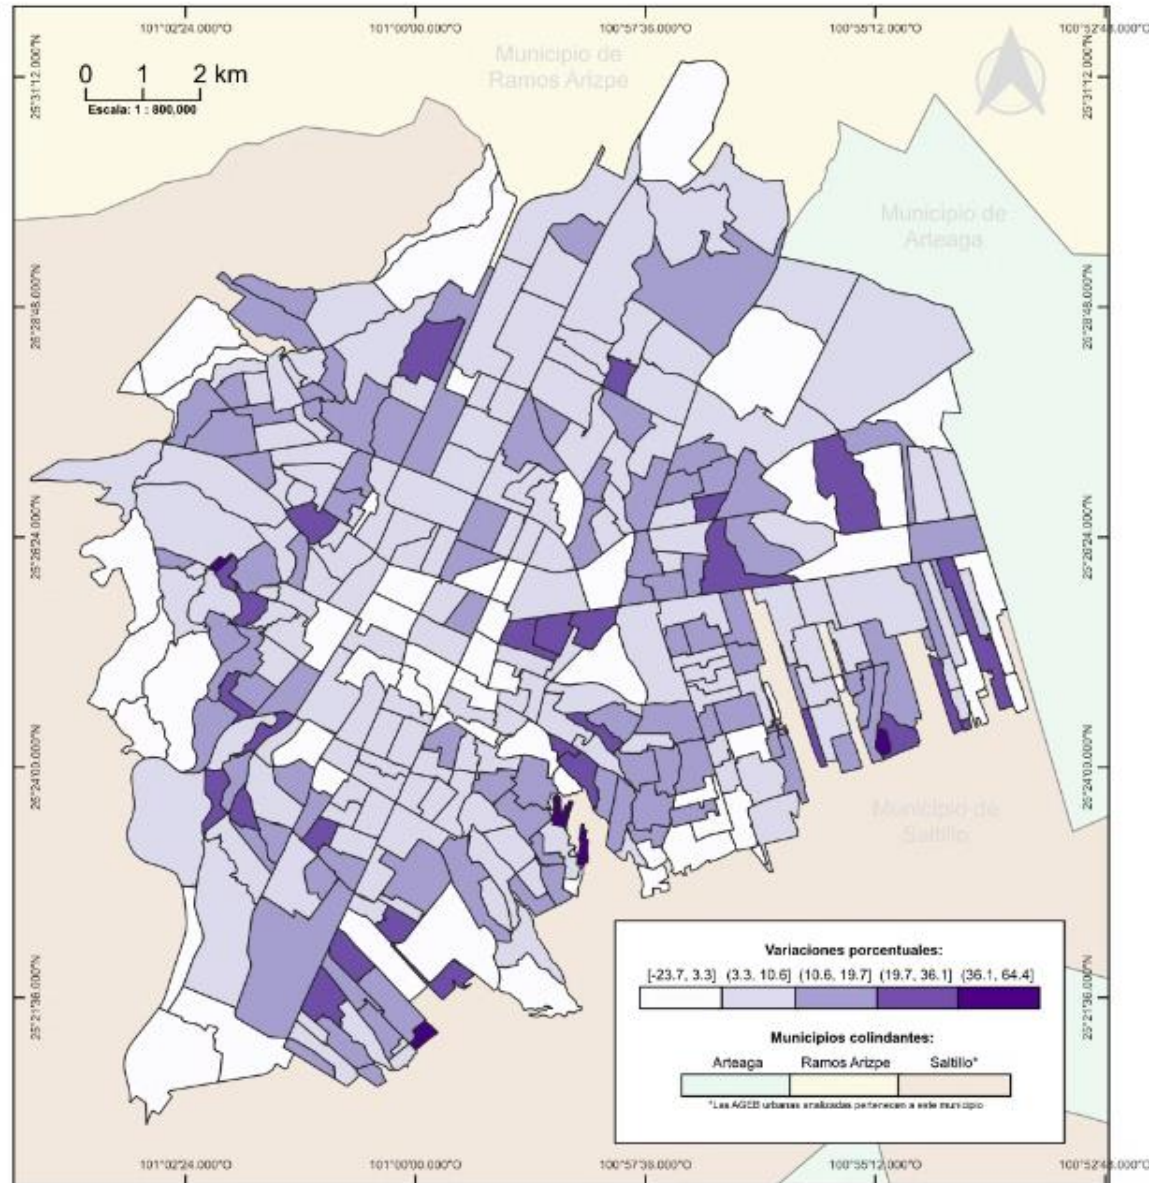 101°02'24.000"O 101°00'00.000"O 100°57'36.000"O 100°55'12.000"O 100°52'48.000"O
Municipio de
Ramos Arizpe
0 1 2 km
Escala: 1 : 800,000
25°31'12.000"N 25°31'12.000"N
Municipio de
Arteaga
25°28'48.000"N 25°28'48.000"N
25°26'24.000"N 25°26'24.000"N
25°24'00.000"N 25°24'00.000"N
Municipio de
Saltillo
Variaciones porcentuales:
[-23.7, 3.3] (3.3, 10.6] (10.6, 19.7] (19.7, 36.1] (36.1, 64.4]
25°21'36.000"N 25°21'36.000"N
Municipios colindantes:
Arteaga Ramos Arizpe Saltillo*
*Las AGEB urbanas analizadas pertenecen a este municipio
101°02'24.000"O 101°00'00.000"O 100°57'36.000"O 100°55'12.000"O 100°52'48.000"O